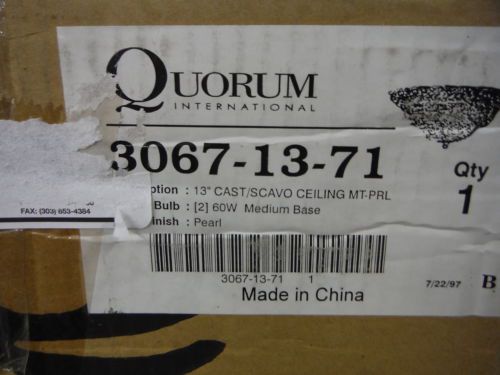 QUORUM
INTERNATIONAL
3067-13-71
ption : 13" CAST/SCAVO CEILING MT-PRL
Qty
Bulb : [2] 60W Medium Base
1
inish : Pearl
FAX: (303) 653-4384
3067-13-71 1
7/22/97 B
Made in China